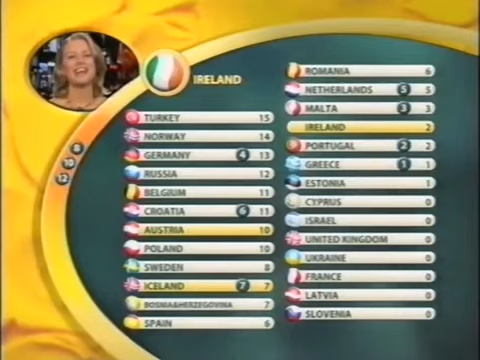 IRELAND
8
10
12
TURKEY 15
NORWAY 14
GERMANY 4 13
RUSSIA 12
BELGIUM 11
CROATIA 6 11
AUSTRIA 10
POLAND 10
SWEDEN 8
ICELAND 7 7
BOSNIA&HERZEGOVINA 7
SPAIN 6
ROMANIA 6
NETHERLANDS 5 5
MALTA 3 3
IRELAND 2
PORTUGAL 2 2
GREECE 1 1
ESTONIA 1
CYPRUS 0
ISRAEL 0
UNITED KINGDOM 0
UKRAINE 0
FRANCE 0
LATVIA 0
SLOVENIA 0